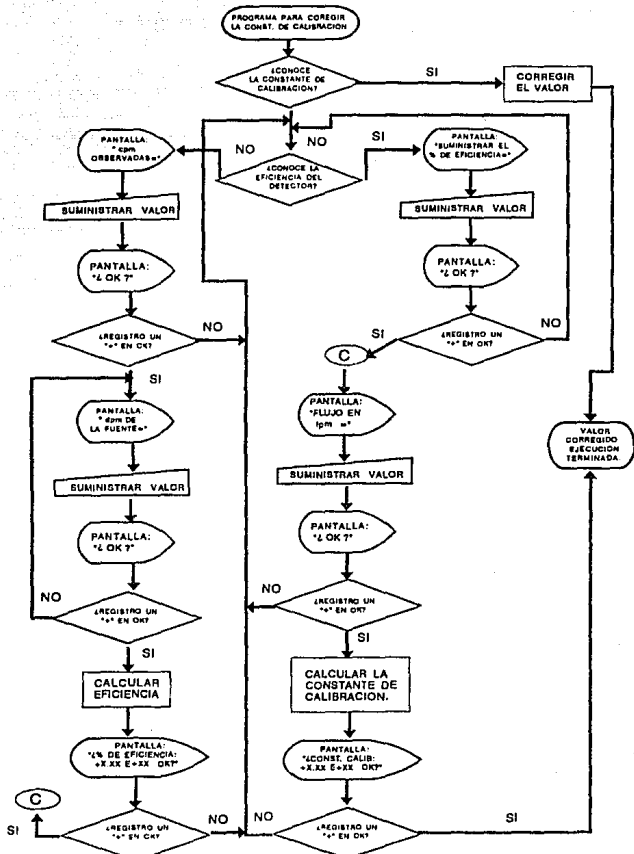 PROGRAMA PARA COREGIR
LA CONST. DE CALIBRACION
¿CONOCE
LA CONSTANTE DE
CALIBRACION?
SI
CORREGIR
EL VALOR
NO
¿CONOCE LA
EFICIENCIA DEL
DETECTOR?
NO
SI
PANTALLA:
" cpm
OBSERVADAS="
SUMINISTRAR VALOR
PANTALLA:
"¿ OK ?"
¿REGISTRO UN
"+" EN OK?
NO
SI
PANTALLA:
" dpm DE
LA FUENTE="
SUMINISTRAR VALOR
PANTALLA:
"¿ OK ?"
¿REGISTRO UN
"+" EN OK?
NO
SI
CALCULAR
EFICIENCIA
PANTALLA:
"¿% DE EFICIENCIA:
+X.XX E+XX OK?"
¿REGISTRO UN
"+" EN OK?
NO
SI
C
PANTALLA:
"SUMINISTRAR EL
% DE EFICIENCIA="
SUMINISTRAR VALOR
PANTALLA:
"¿ OK ?"
¿REGISTRO UN
"+" EN OK?
NO
SI
C
PANTALLA:
"FLUJO EN
lpm ="
SUMINISTRAR VALOR
PANTALLA:
"¿ OK ?"
¿REGISTRO UN
"+" EN OK?
NO
SI
CALCULAR LA
CONSTANTE DE
CALIBRACION.
PANTALLA:
"¿CONST. CALIB:
+X.XX E+XX OK?"
¿REGISTRO UN
"+" EN OK?
NO
SI
VALOR
CORREGIDO
EJECUCION
TERMINADA.